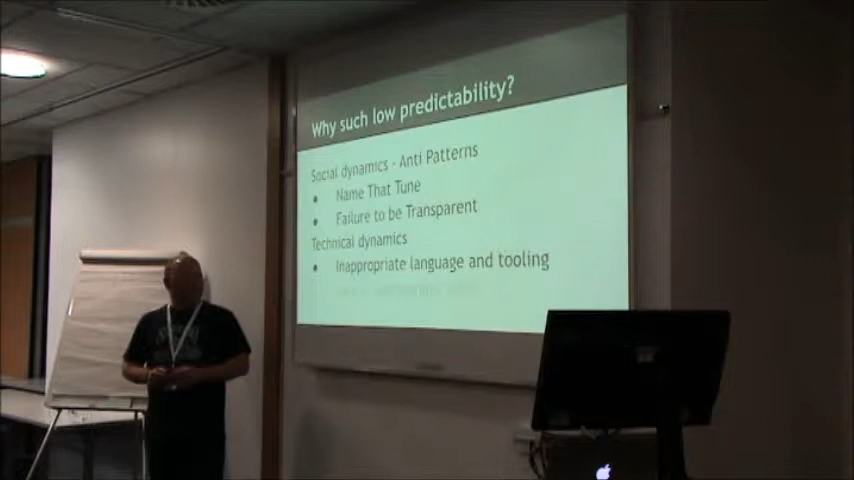 Why such low predictability?
Social dynamics - Anti Patterns
• Name That Tune
• Failure to be Transparent
Technical dynamics
• Inappropriate language and tooling